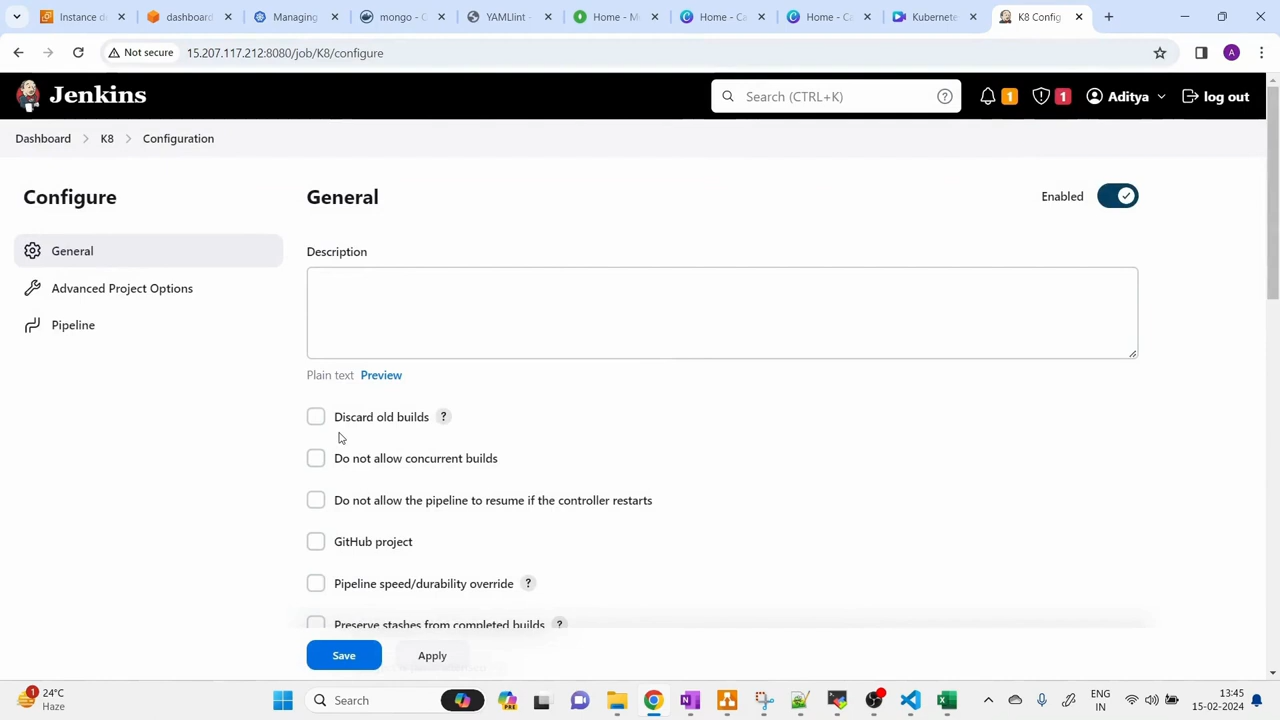 Instance d
dashboard
Managing
mongo - 
YAMLlint -
Home - M
Home - C
Home - C
Kubernete
K8 Config
Not secure
15.207.117.212:8080/job/K8/configure
A
Jenkins
Search (CTRL+K)
1
1
Aditya
log out
Dashboard
K8
Configuration
Configure
General
Enabled
General
Advanced Project Options
Pipeline
Description
Plain text
Preview
Discard old builds ?
Do not allow concurrent builds
Do not allow the pipeline to resume if the controller restarts
GitHub project
Pipeline speed/durability override ?
Preserve stashes from completed builds ?
Save
Apply
1
24°C
Haze
Search
PRE
ENG
IN
13:45
15-02-2024